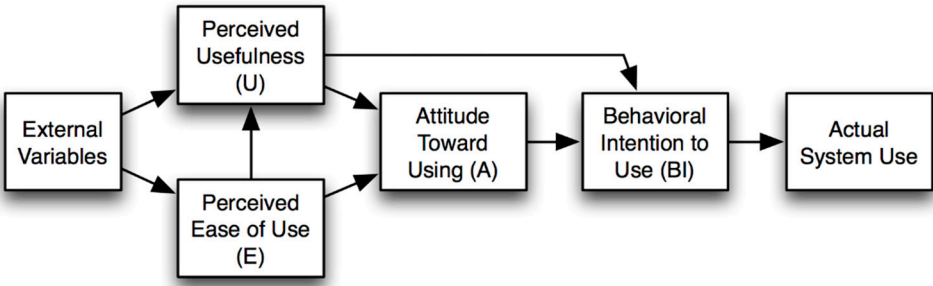 External
Variables
Perceived
Usefulness
(U)
Perceived
Ease of Use
(E)
Attitude
Toward
Using (A)
Behavioral
Intention to
Use (BI)
Actual
System Use